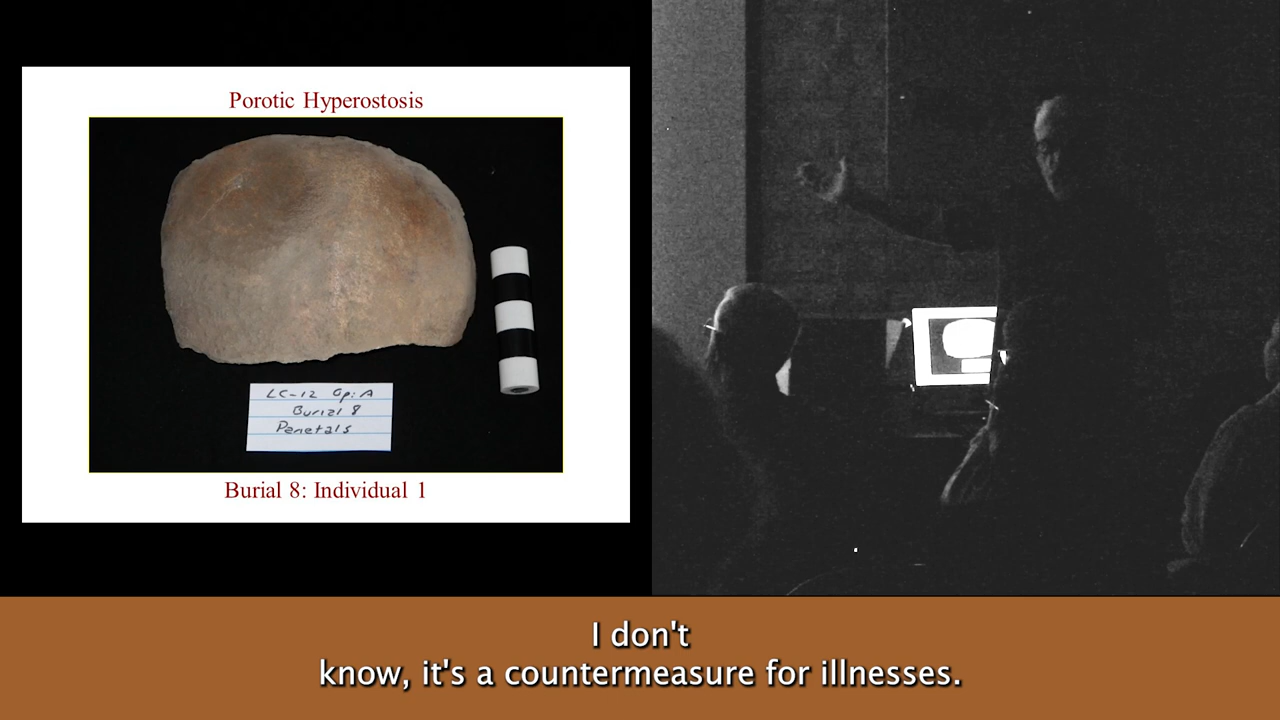 Porotic Hyperostosis
LC-12 Op: A
Burial 8
Parietals
Burial 8: Individual 1
I don't
know, it's a countermeasure for illnesses.